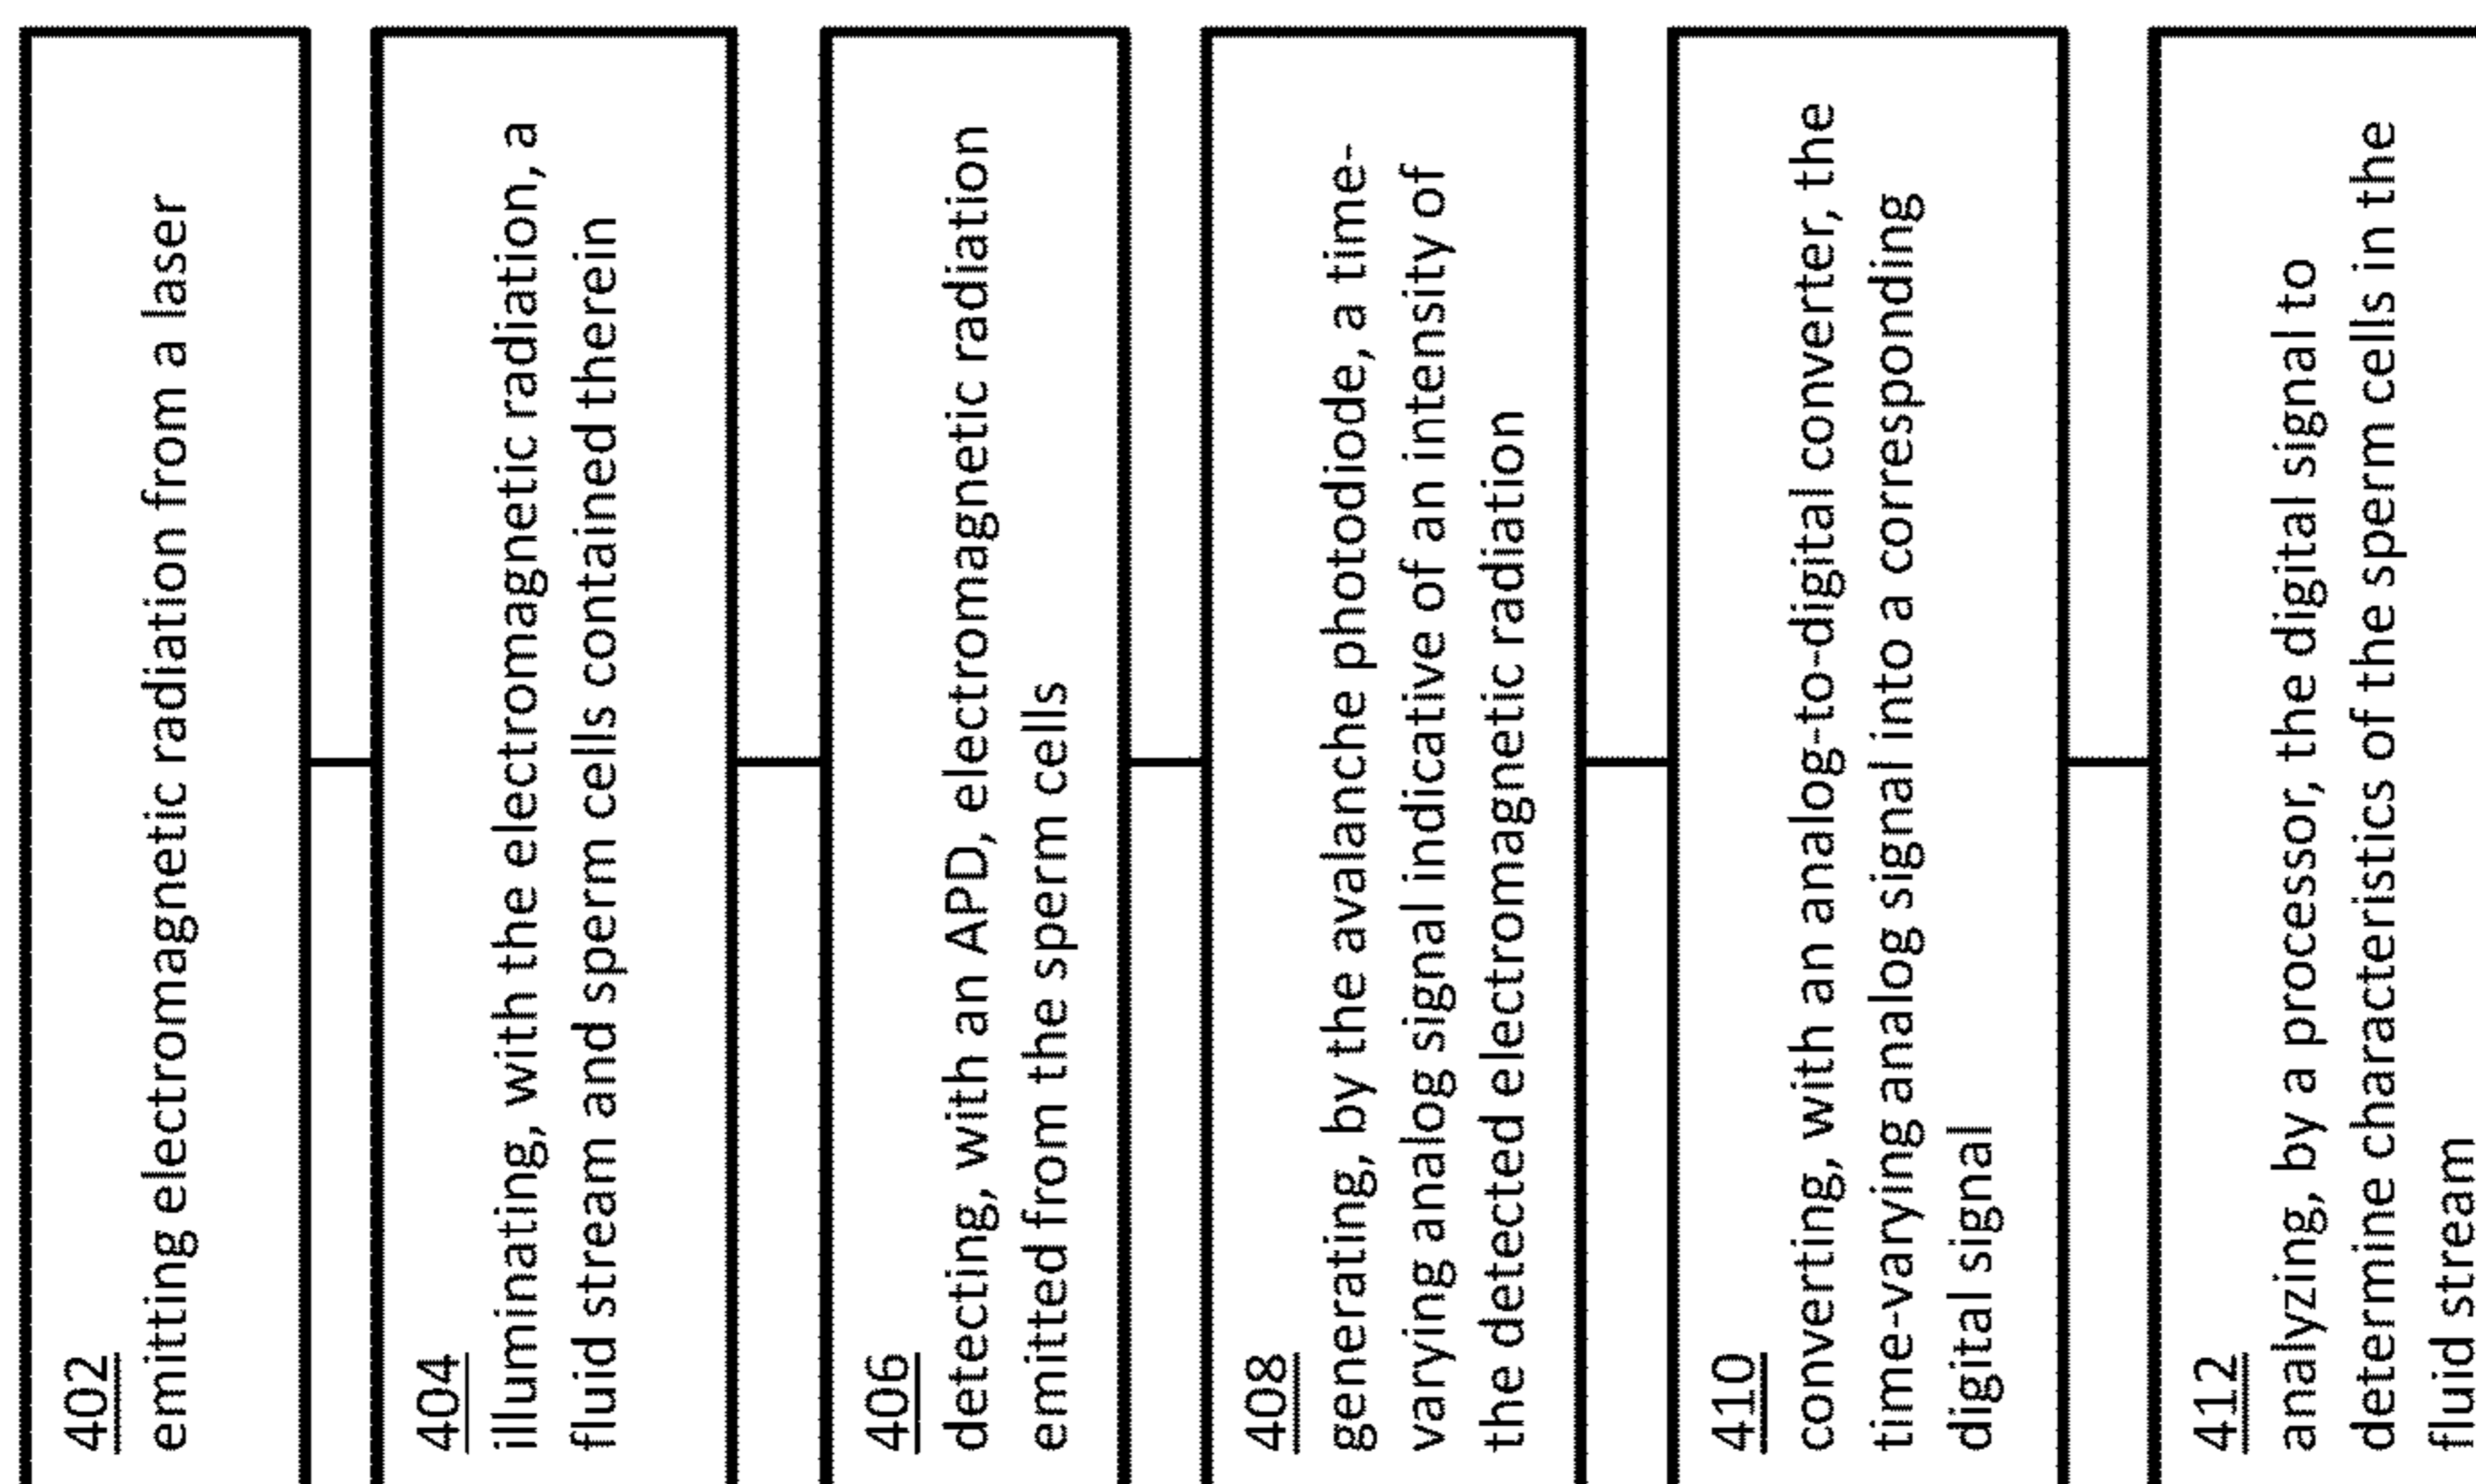 402
emitting electromagnetic radiation from a laser
404
illuminating, with the electromagnetic radiation, a
fluid stream and sperm cells contained therein
406
detecting, with an APD, electromagnetic radiation
emitted from the sperm cells
408
generating, by the avalanche photodiode, a time-
varying analog signal indicative of an intensity of
the detected electromagnetic radiation
410
converting, with an analog-to-digital converter, the
time-varying analog signal into a corresponding
digital signal
412
analyzing, by a processor, the digital signal to
determine characteristics of the sperm cells in the
fluid stream